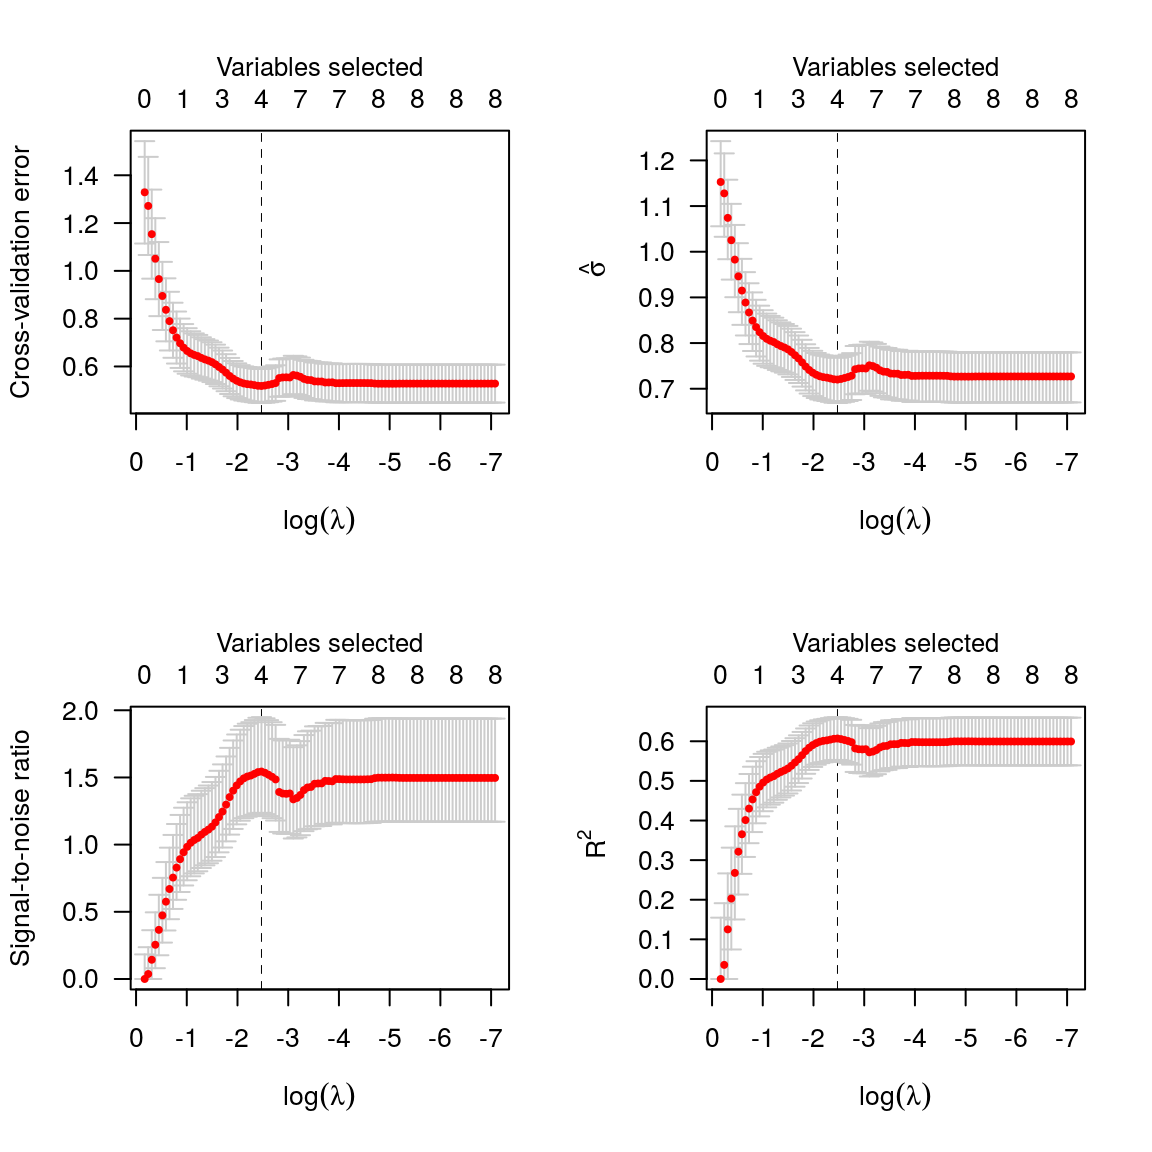 Variables selected
0 1 3 4 7 7 8 8 8 8
Cross-validation error
1.4
1.2
1.0
0.8
0.6
0 -1 -2 -3 -4 -5 -6 -7
log(λ)
Variables selected
0 1 3 4 7 7 8 8 8 8
σ̂
1.2
1.1
1.0
0.9
0.8
0.7
0 -1 -2 -3 -4 -5 -6 -7
log(λ)
Variables selected
0 1 3 4 7 7 8 8 8 8
Signal-to-noise ratio
2.0
1.5
1.0
0.5
0.0
0 -1 -2 -3 -4 -5 -6 -7
log(λ)
Variables selected
0 1 3 4 7 7 8 8 8 8
R²
0.6
0.5
0.4
0.3
0.2
0.1
0.0
0 -1 -2 -3 -4 -5 -6 -7
log(λ)